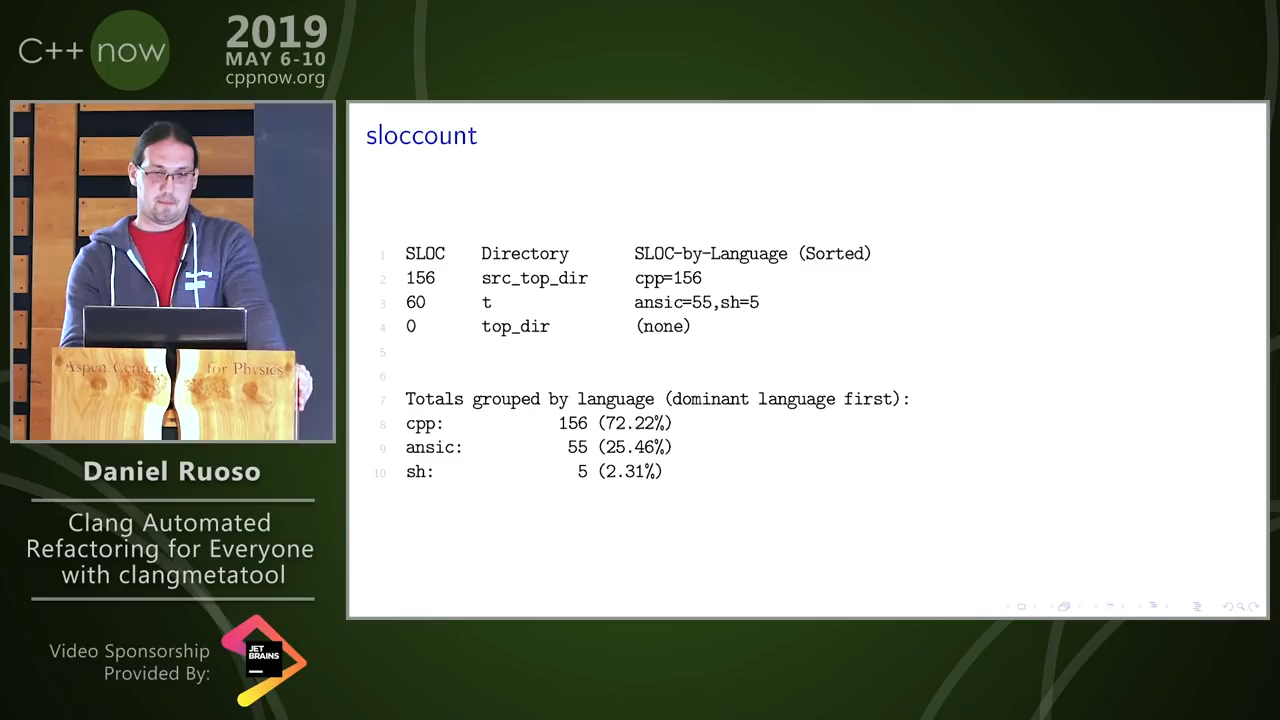 C++ now
2019
MAY 6-10
cppnow.org
sloccount
1 SLOC Directory SLOC-by-Language (Sorted)
2 156 src_top_dir cpp=156
3 60 t ansic=55,sh=5
4 0 top_dir (none)
5
6
7 Totals grouped by language (dominant language first):
8 cpp: 156 (72.22%)
9 ansic: 55 (25.46%)
10 sh: 5 (2.31%)
Aspen Center for Physics
Daniel Ruoso
Clang Automated
Refactoring for Everyone
with clangmetatool
Video Sponsorship
Provided By:
JET
BRAINS